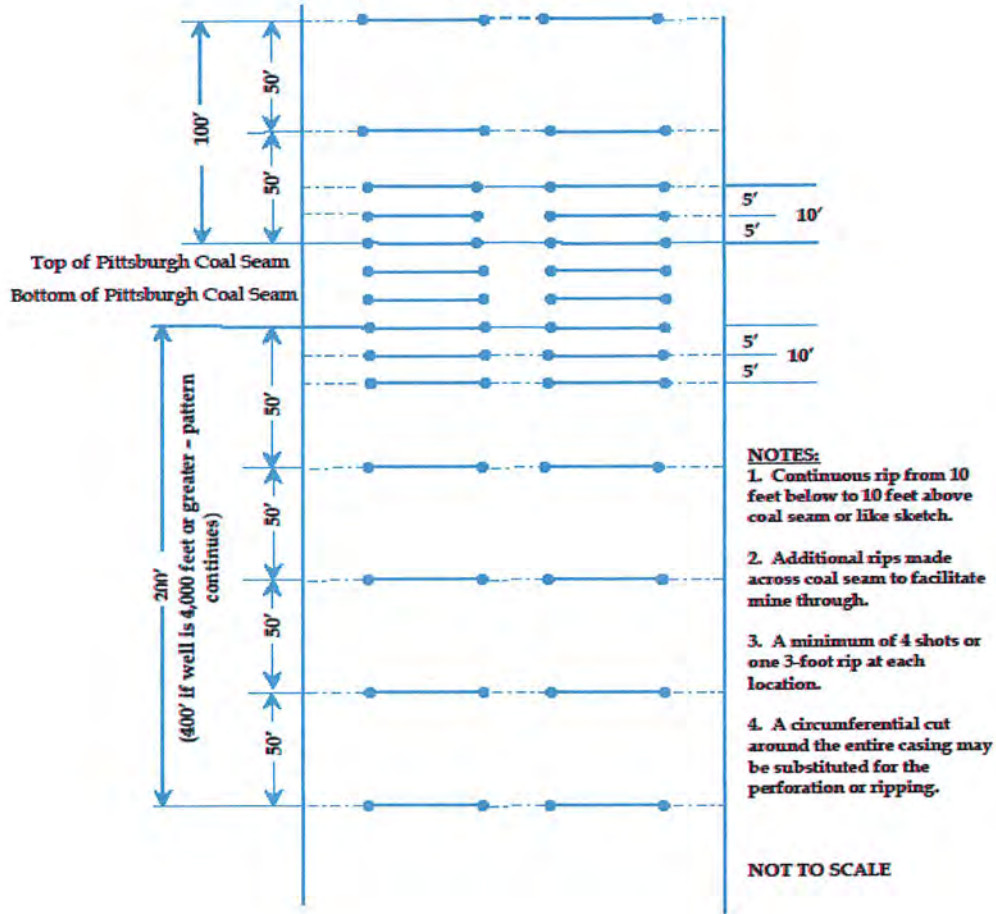 100'
50'
50'
5'
5'
10'
Top of Pittsburgh Coal Seam
Bottom of Pittsburgh Coal Seam
5'
5'
10'
200'
(400' if well is 4,000 feet or greater – pattern
continues)
50'
50'
50'
50'
NOTES:
1. Continuous rip from 10
feet below to 10 feet above
coal seam or like sketch.
2. Additional rips made
across coal seam to facilitate
mine through.
3. A minimum of 4 shots or
one 3-foot rip at each
location.
4. A circumferential cut
around the entire casing may
be substituted for the
perforation or ripping.
NOT TO SCALE